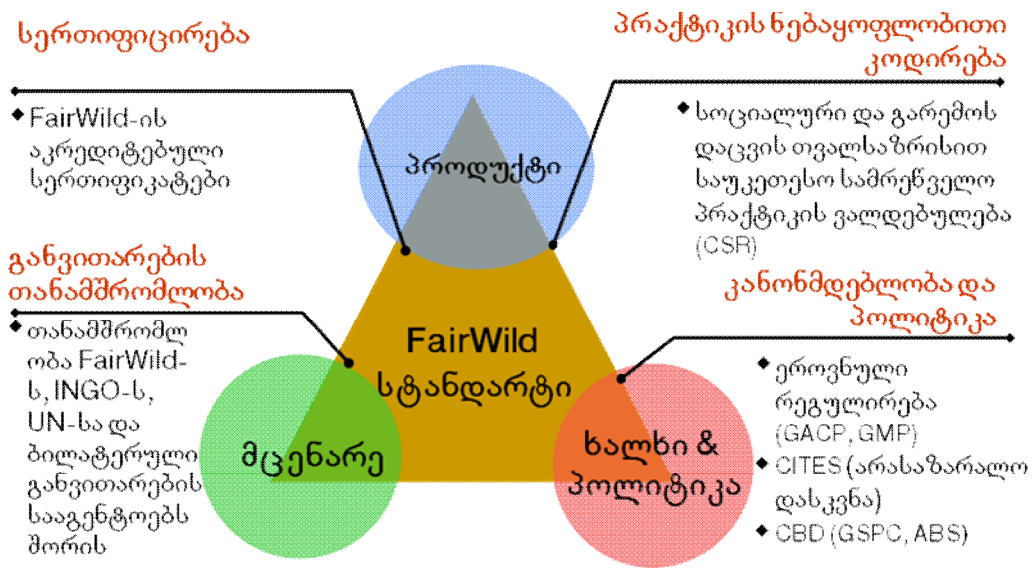 სერთიფიცირება
FairWild-ის
აკრედიტებული
სერთიფიკატები
პრაქტიკის ნებაყოფლობითი
კოდირება
სოციალური და გარემოს
დაცვის თვალსაზრისით
საუკეთესო სამრეწველო
პრაქტიკის ვალდებულება
(CSR)
პროდუქტი
განვითარების
თანამშრომლობა
თანამშრომლ
ობა FairWild-
ს, INGO-ს,
UN-სა და
ბილატერული
განვითარების
სააგენტოებს
შორის
FairWild
სტანდარტი
მცენარე
ხალხი &
პოლიტიკა
კანონმდებლობა და
პოლიტიკა
ეროვნული
რეგულირება
(GACP, GMP)
CITES (არასაზარალო
დასკვნა)
CBD (GSPC, ABS)